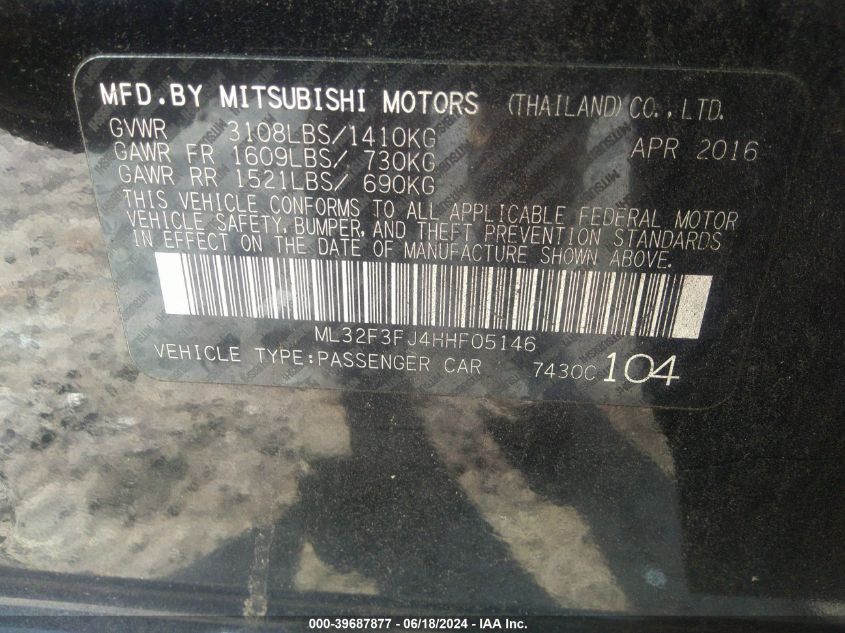 MFD.BY MITSUBISHI MOTORS (THAILAND) CO., LTD.
GVWR 3108LBS/1410KG APR 2016
GAWR FR 1609LBS/ 730KG
GAWR RR 1521LBS/ 690KG
THIS VEHICLE CONFORMS TO ALL APPLICABLE FEDERAL MOTOR
VEHICLE SAFETY, BUMPER, AND THEFT PREVENTION STANDARDS
IN EFFECT ON THE DATE OF MANUFACTURE SHOWN ABOVE.
ML32F3FJ4HHF05146
VEHICLE TYPE:PASSENGER CAR 7430C 104
000-39687877 - 06/18/2024 - IAA Inc.